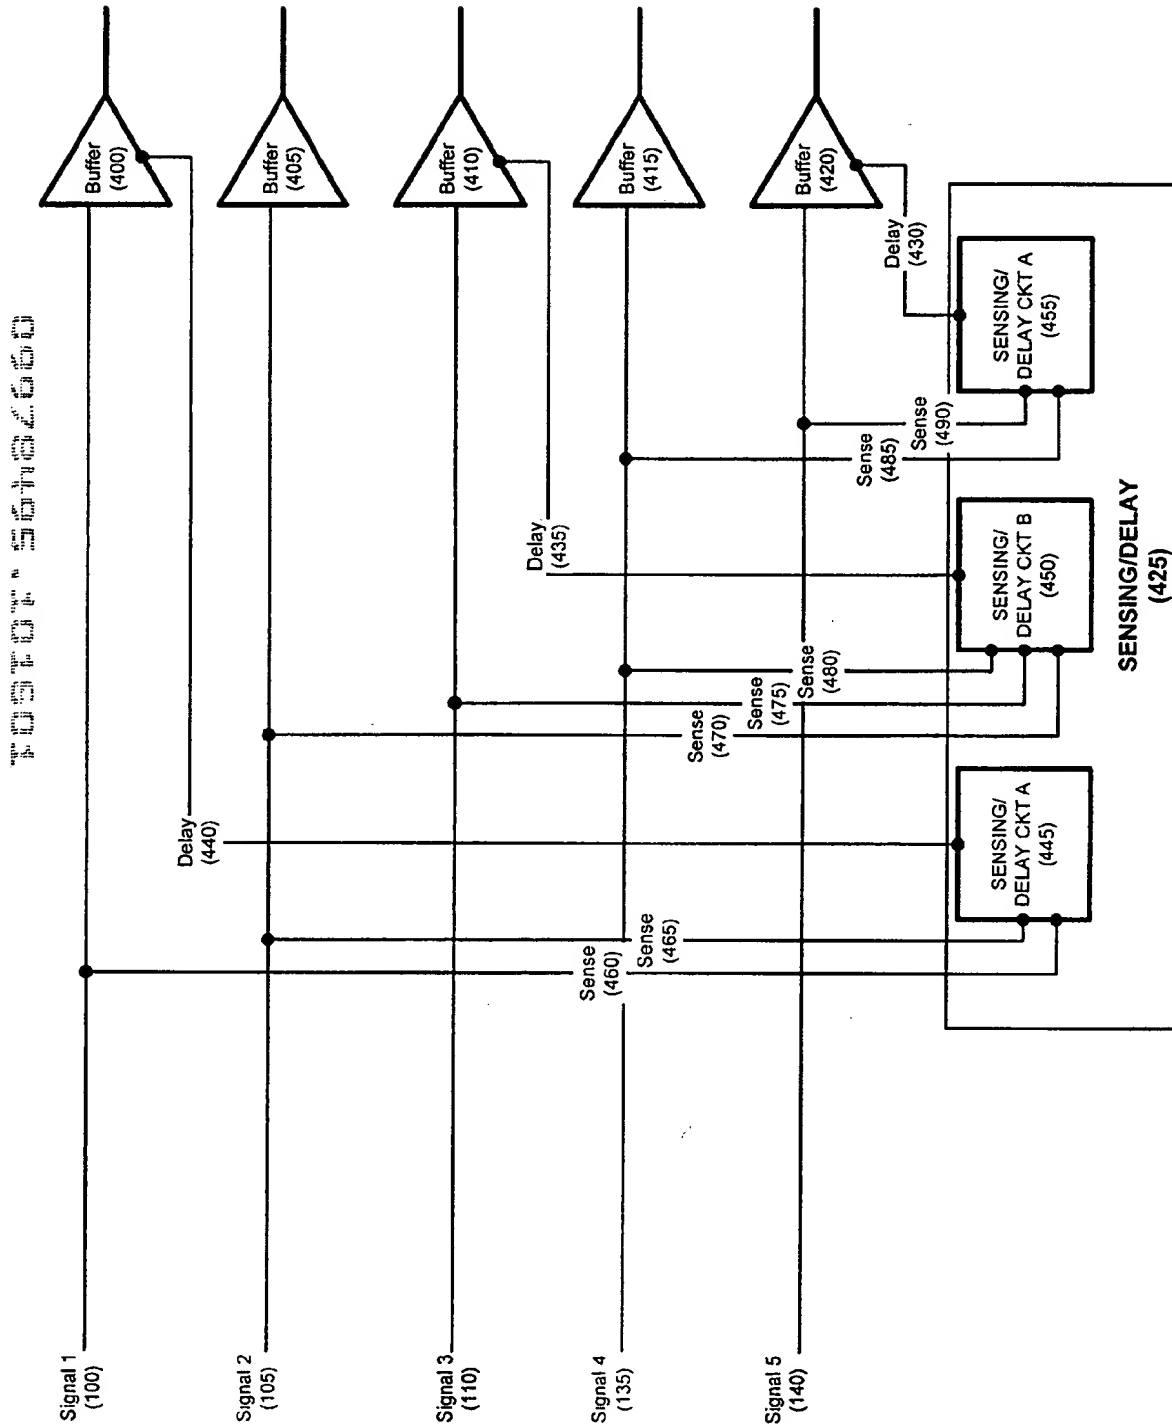 09978495.101601
Buffer
(400)
Buffer
(405)
Buffer
(410)
Buffer
(415)
Buffer
(420)
Delay
(430)
Delay
(435)
Delay
(440)
Sense
(490)
Sense
(485)
Sense
(480)
Sense
(475)
Sense
(470)
Sense
(465)
Sense
(460)
SENSING/
DELAY CKT A
(455)
SENSING/
DELAY CKT B
(450)
SENSING/
DELAY CKT A
(445)
SENSING/DELAY
(425)
Signal 1
(100)
Signal 2
(105)
Signal 3
(110)
Signal 4
(135)
Signal 5
(140)